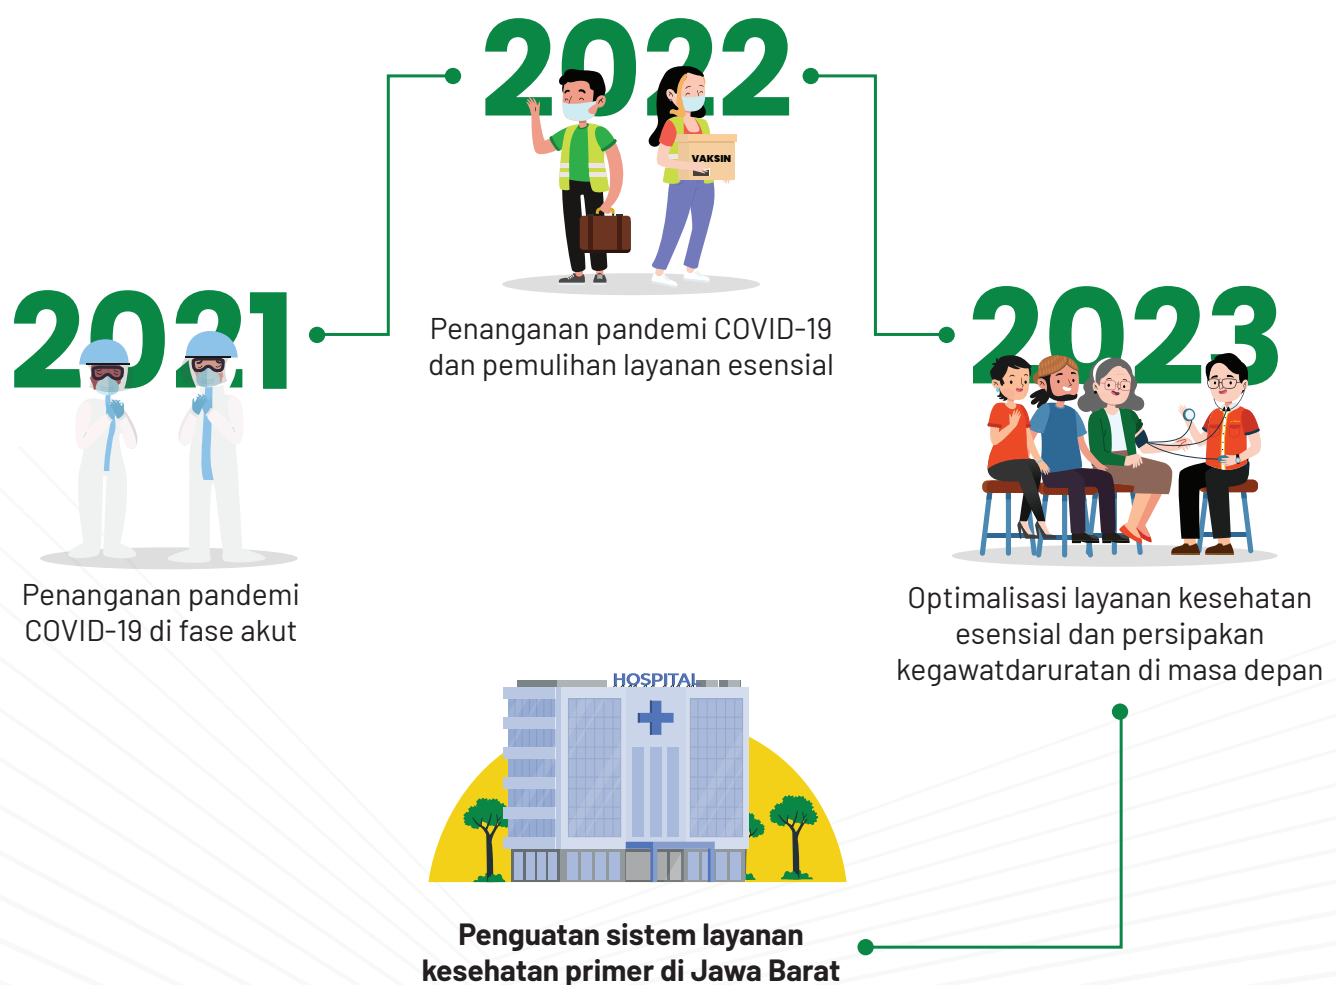 2022
VAKSIN
Penanganan pandemi COVID-19
dan pemulihan layanan esensial
2021
Penanganan pandemi
COVID-19 di fase akut
2023
Optimalisasi layanan kesehatan
esensial dan persipakan
kegawatdaruratan di masa depan
HOSPITAL
Penguatan sistem layanan
kesehatan primer di Jawa Barat